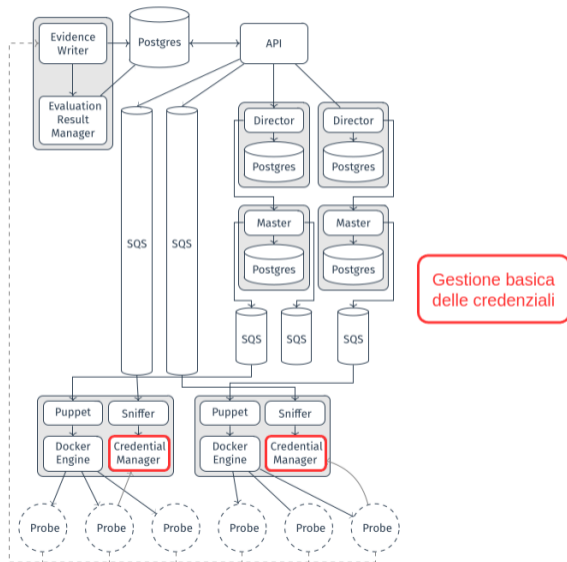 Evidence
Writer
Postgres
API
Evaluation
Result
Manager
Director
Director
Postgres
Postgres
SQS
SQS
Master
Master
Postgres
Postgres
Gestione basica
delle credenziali
SQS
SQS
SQS
Puppet
Sniffer
Puppet
Sniffer
Docker
Engine
Credential
Manager
Docker
Engine
Credential
Manager
Probe
Probe
Probe
Probe
Probe
Probe